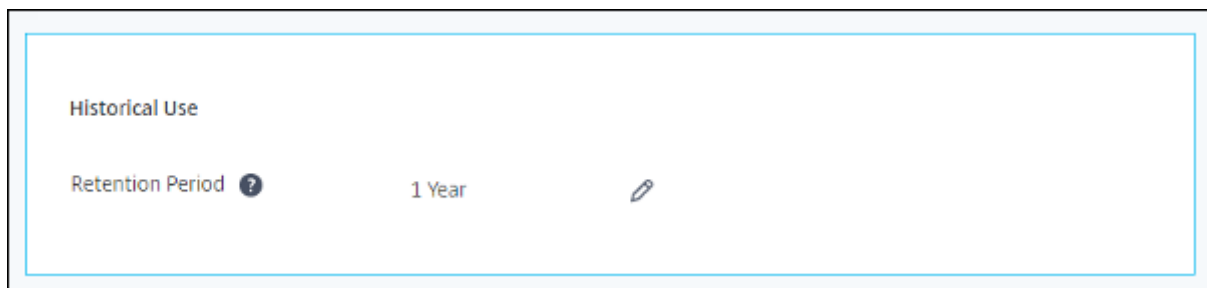 Historical Use
Retention Period ? 1 Year